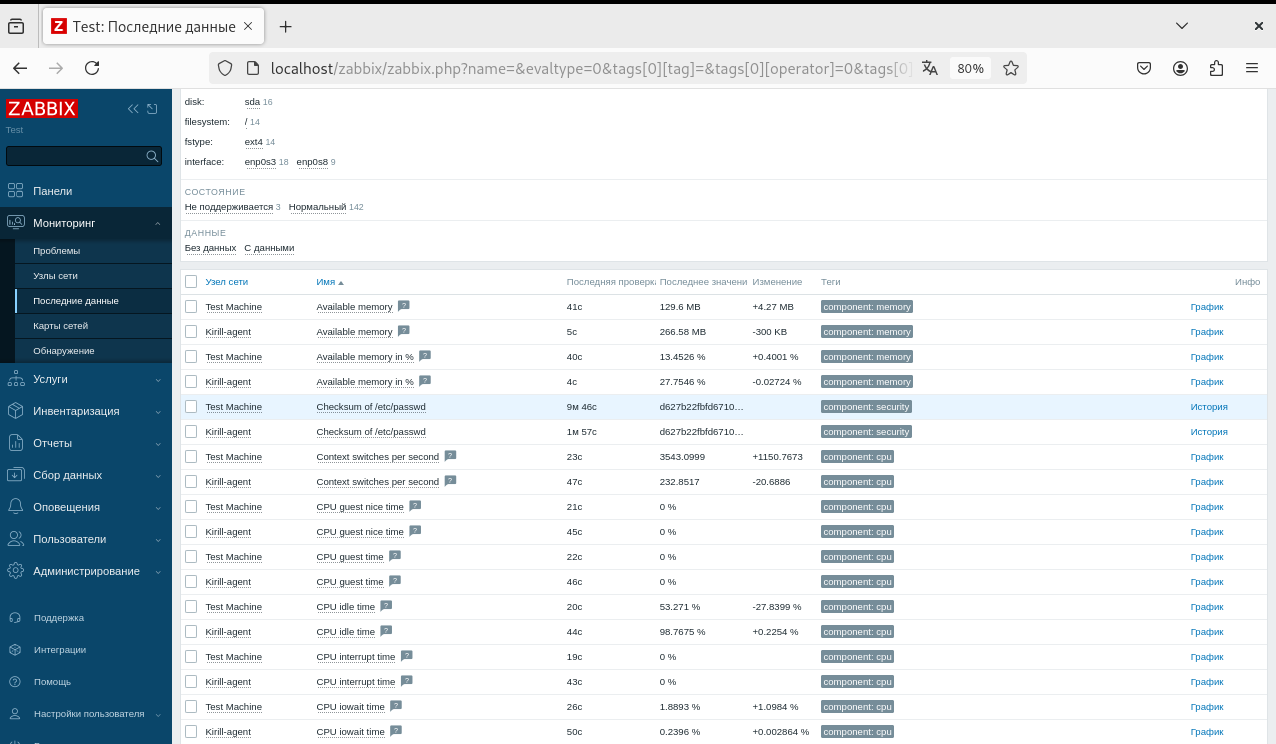 Test: Последние данные
localhost/zabbix/zabbix.php?name=&evaltype=0&tags[0][tag]=&tags[0][operator]=0&tags[0]
80%
ZABBIX
Test
Панели
Мониторинг
Проблемы
Узлы сети
Последние данные
Карты сетей
Обнаружение
Услуги
Инвентаризация
Отчеты
Сбор данных
Оповещения
Пользователи
Администрирование
Поддержка
Интеграции
Помощь
Настройки пользователя
disk: sda 16
filesystem: / 14
fstype: ext4 14
interface: enp0s3 18 enp0s8 9
СОСТОЯНИЕ
Не поддерживается 3 Нормальный 142
ДАННЫЕ
Без данных С данными
Узел сети Имя Последняя проверка Последнее значени Изменение Теги Инфо
Test Machine Available memory ? 41с 129.6 MB +4.27 MB component: memory График
Kirill-agent Available memory ? 5с 266.58 MB -300 KB component: memory График
Test Machine Available memory in % ? 40с 13.4526 % +0.4001 % component: memory График
Kirill-agent Available memory in % ? 4с 27.7546 % -0.02724 % component: memory График
Test Machine Checksum of /etc/passwd 9м 46с d627b22fbfd6710... component: security История
Kirill-agent Checksum of /etc/passwd 1м 57с d627b22fbfd6710... component: security История
Test Machine Context switches per second ? 23с 3543.0999 +1150.7673 component: cpu График
Kirill-agent Context switches per second ? 47с 232.8517 -20.6886 component: cpu График
Test Machine CPU guest nice time ? 21с 0 % component: cpu График
Kirill-agent CPU guest nice time ? 45с 0 % component: cpu График
Test Machine CPU guest time ? 22с 0 % component: cpu График
Kirill-agent CPU guest time ? 46с 0 % component: cpu График
Test Machine CPU idle time ? 20с 53.271 % -27.8399 % component: cpu График
Kirill-agent CPU idle time ? 44с 98.7675 % +0.2254 % component: cpu График
Test Machine CPU interrupt time ? 19с 0 % component: cpu График
Kirill-agent CPU interrupt time ? 43с 0 % component: cpu График
Test Machine CPU iowait time ? 26с 1.8893 % +1.0984 % component: cpu График
Kirill-agent CPU iowait time ? 50с 0.2396 % +0.002864 % component: cpu График